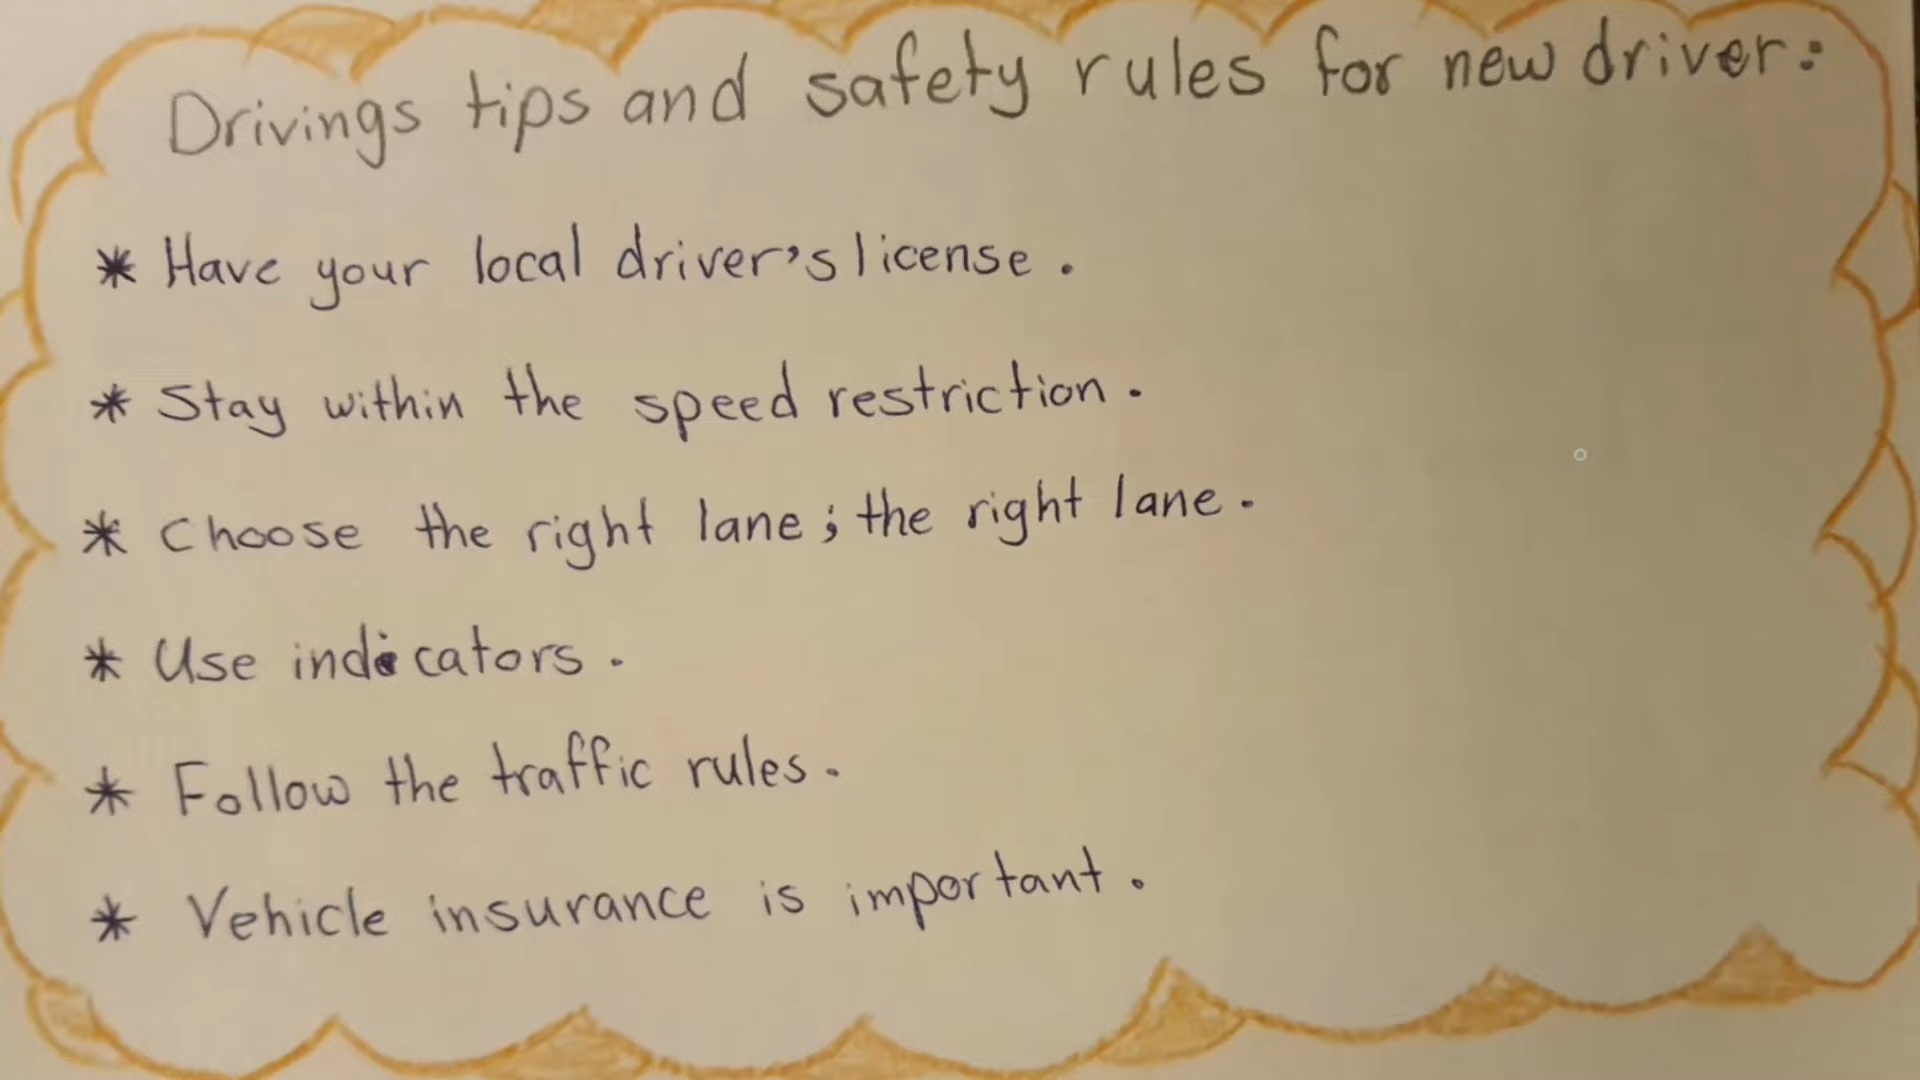 Drivings tips and safety rules for new driver:
* Have your local driver's license.
* Stay within the speed restriction.
* Choose the right lane; the right lane.
* Use indicators.
* Follow the traffic rules.
* Vehicle insurance is important.